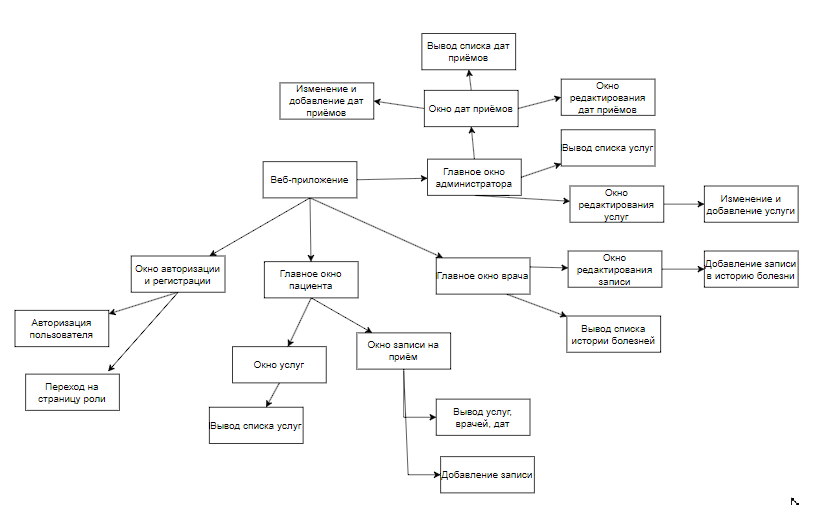 Вывод списка дат
приёмов
Изменение и
добавление дат
приёмов
Окно дат приёмов
Окно
редактирования
дат приёмов
Вывод списка услуг
Веб-приложение
Главное окно
администратора
Окно
редактирования
услуг
Изменение и
добавление услуги
Окно авторизации
и регистрации
Главное окно
пациента
Главное окно врача
Окно
редактирования
записи
Добавление записи
в историю болезни
Авторизация
пользователя
Окно услуг
Окно записи на
приём
Вывод списка
истории болезней
Переход на
страницу роли
Вывод списка услуг
Вывод услуг,
врачей, дат
Добавление записи